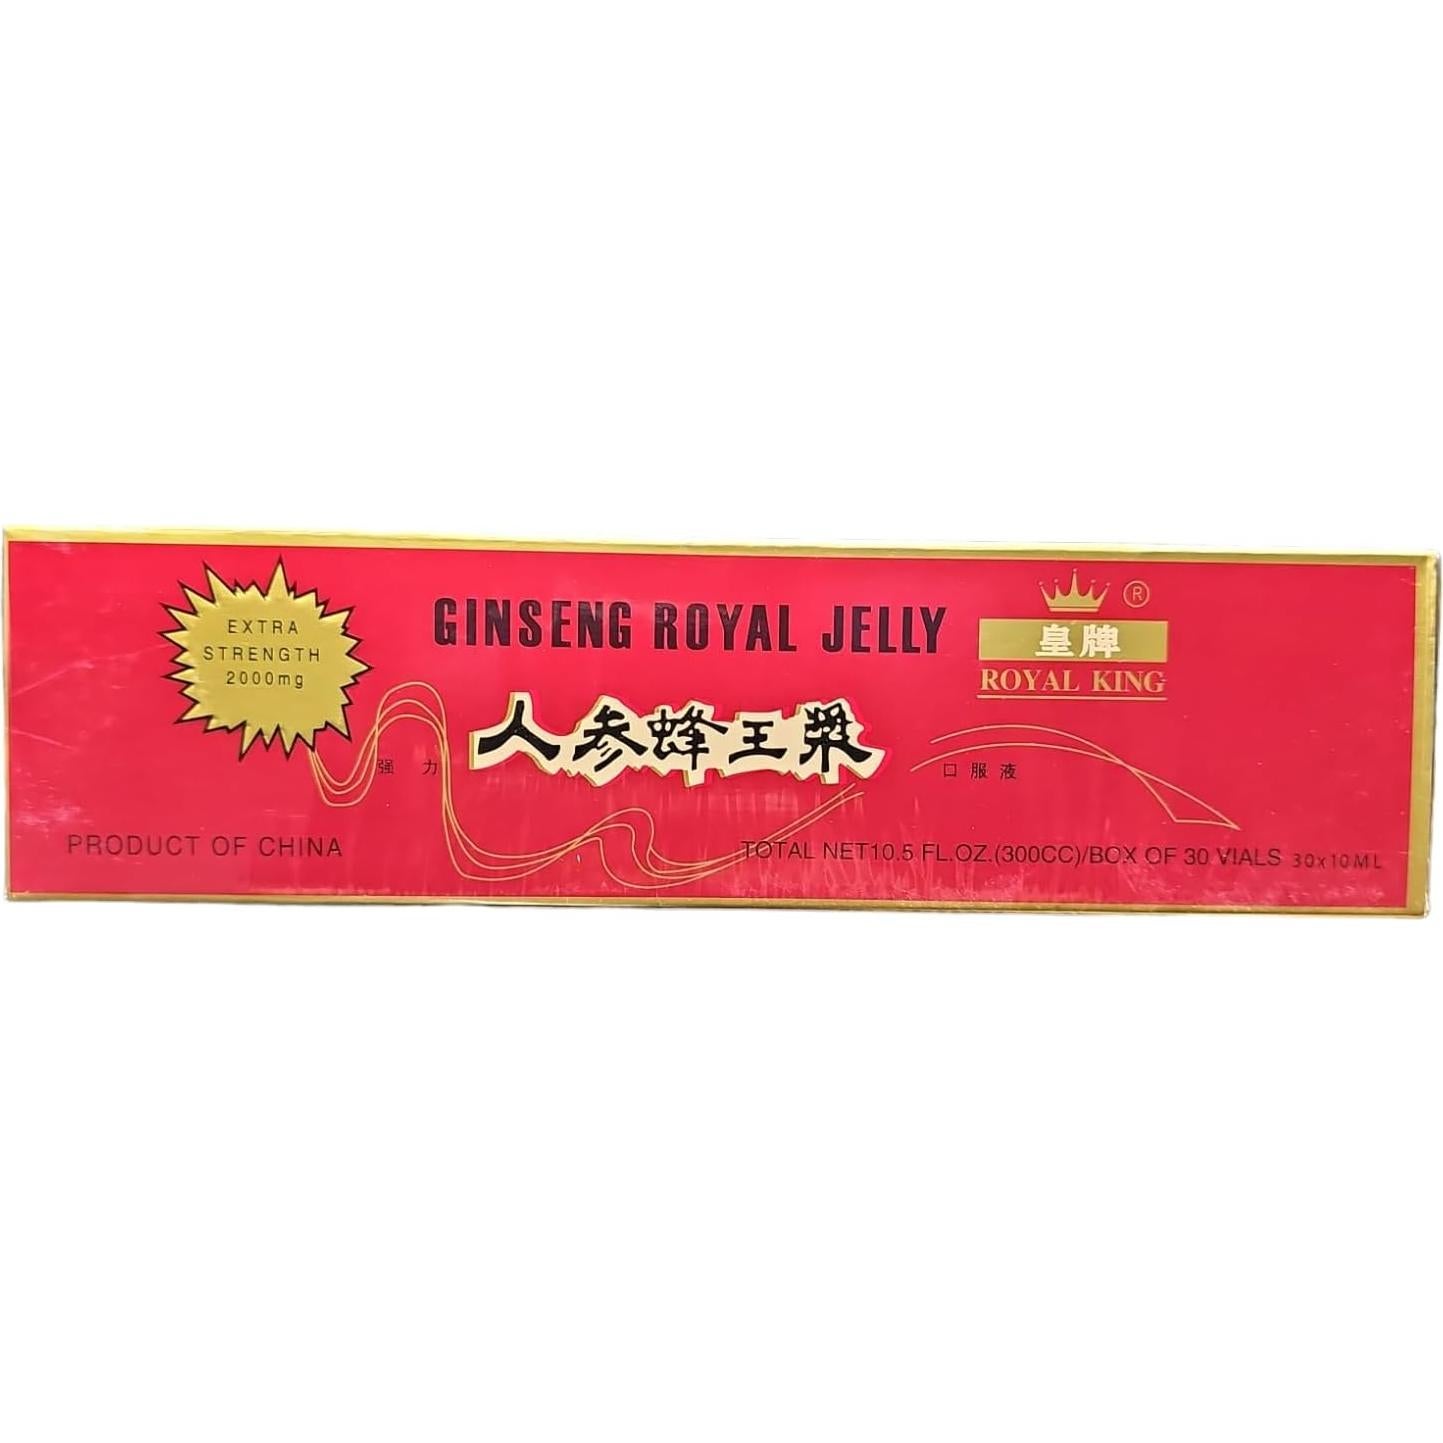 EXTRA
STRENGTH
2000mg
GINSENG ROYAL JELLY
®
皇牌
ROYAL KING
强力
人参蜂王漿
口服液
PRODUCT OF CHINA
TOTAL NET10.5 FL.OZ.(300CC)/BOX OF 30 VIALS 30x10ML